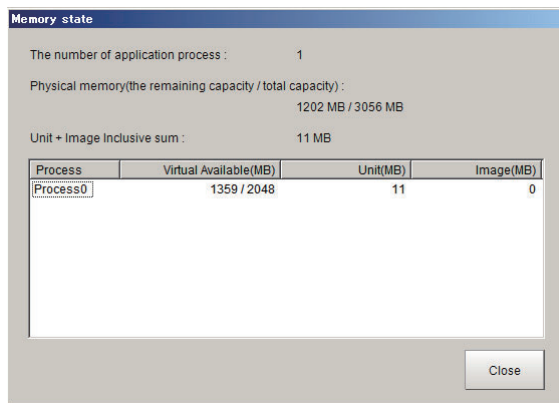 Memory state
The number of application process : 1
Physical memory(the remaining capacity / total capacity) :
1202 MB / 3056 MB
Unit + Image Inclusive sum : 11 MB
Process Virtual Available(MB) Unit(MB) Image(MB)
Process0 1359 / 2048 11 0
Close